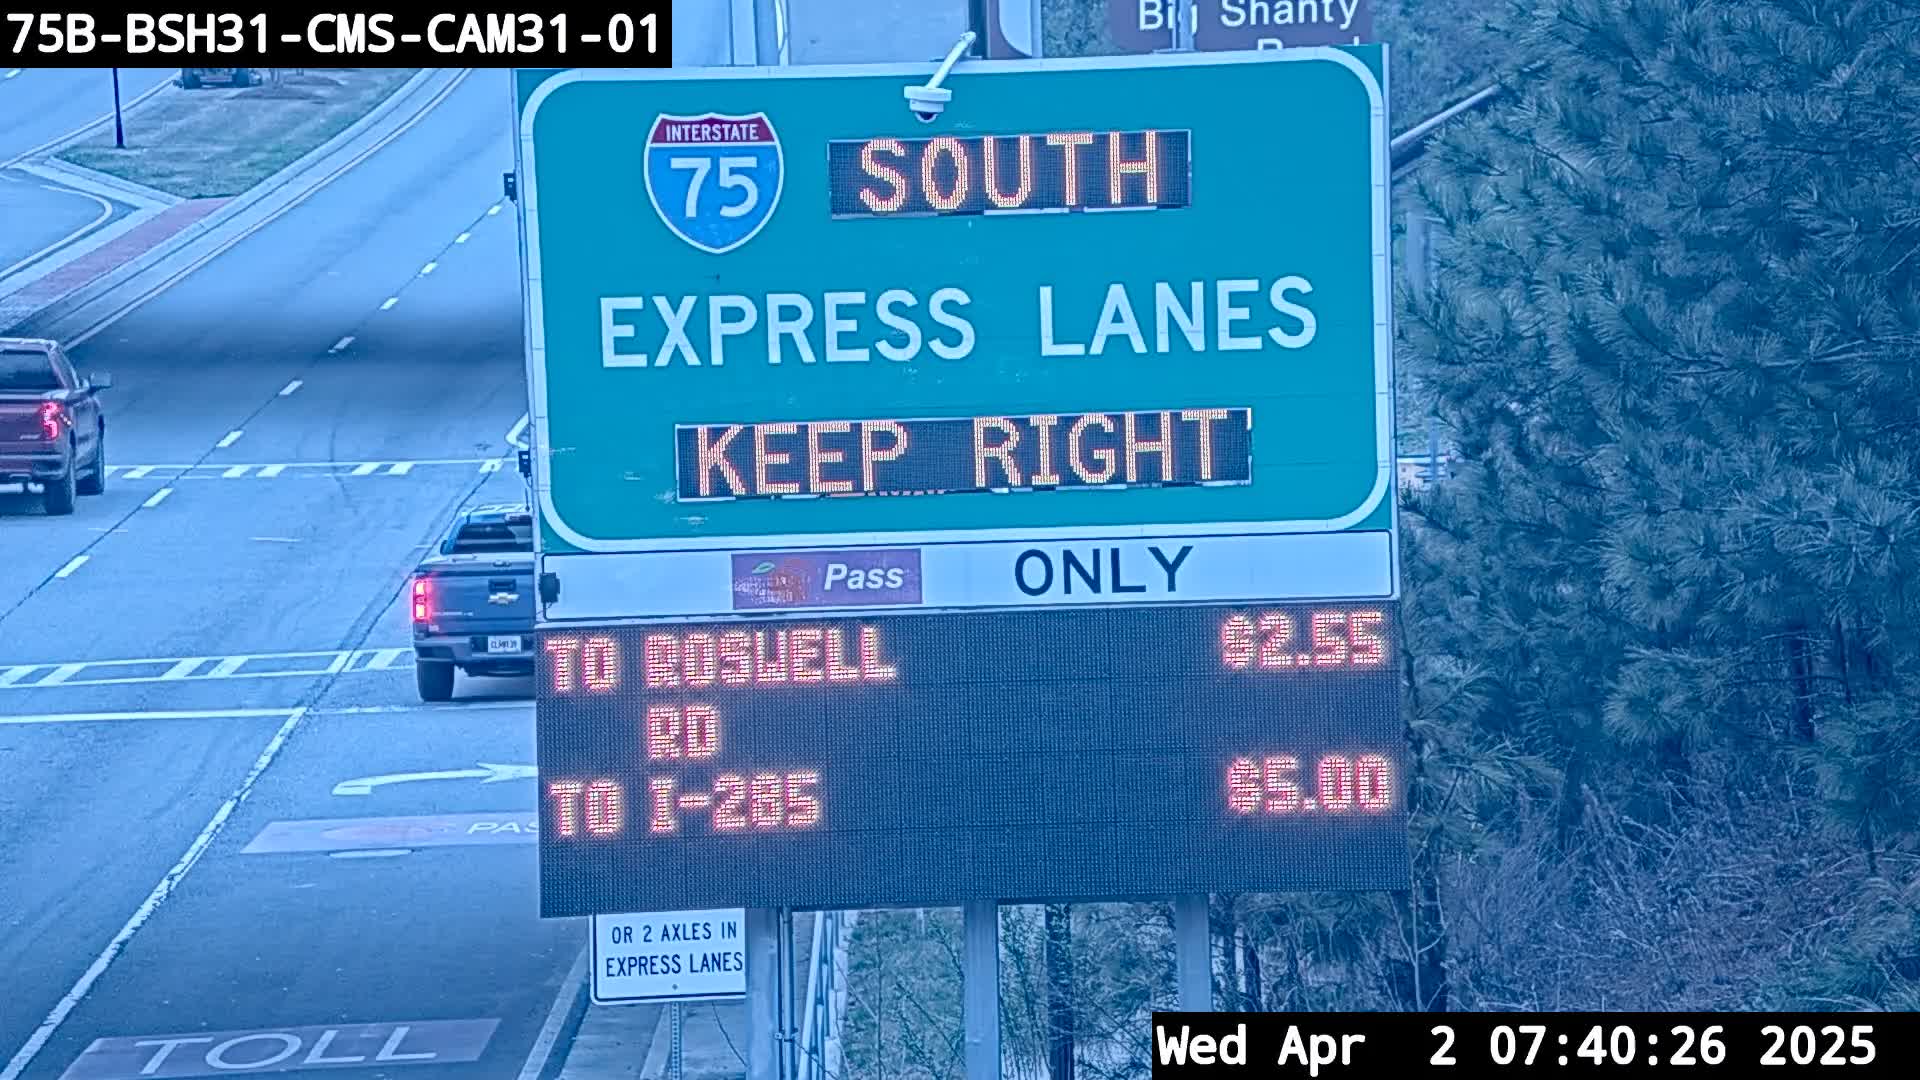 75B-BSH31-CMS-CAM31-01
Big Shanty
Road
INTERSTATE
75
SOUTH
EXPRESS LANES
KEEP RIGHT
Pass
ONLY
TO ROSWELL $2.55
RD
TO I-285 $5.00
OR 2 AXLES IN
EXPRESS LANES
TOLL
Wed Apr 2 07:40:26 2025